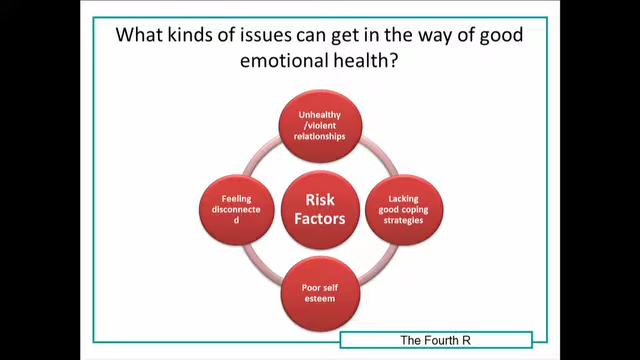 What kinds of issues can get in the way of good
emotional health?
Unhealthy
/violent
relationships
Feeling
disconnecte
d
Risk
Factors
Lacking
good coping
strategies
Poor self
esteem
The Fourth R